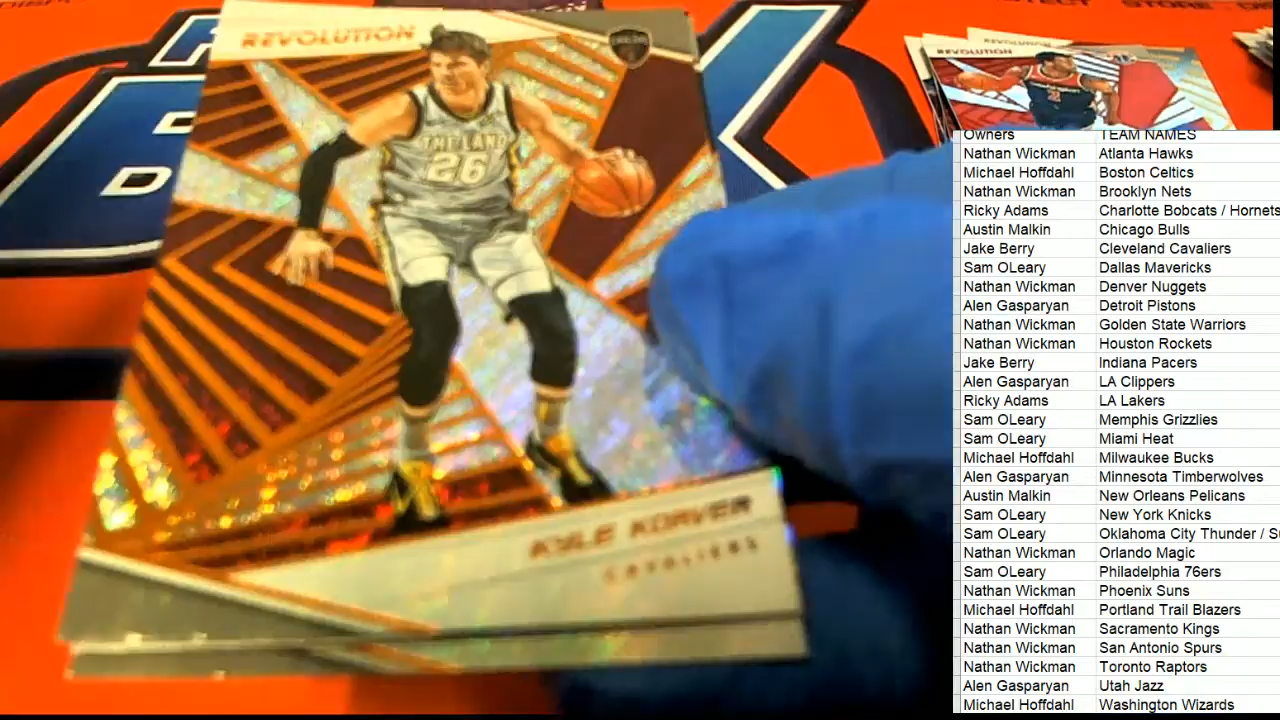 REVOLUTION
THE LAND
26
KYLE KORVER
CAVALIERS
REVOLUTION
REVOLUTION
STORE
D
Owners TEAM NAMES
Nathan Wickman Atlanta Hawks
Michael Hoffdahl Boston Celtics
Nathan Wickman Brooklyn Nets
Ricky Adams Charlotte Bobcats / Hornets
Austin Malkin Chicago Bulls
Jake Berry Cleveland Cavaliers
Sam OLeary Dallas Mavericks
Nathan Wickman Denver Nuggets
Alen Gasparyan Detroit Pistons
Nathan Wickman Golden State Warriors
Nathan Wickman Houston Rockets
Jake Berry Indiana Pacers
Alen Gasparyan LA Clippers
Ricky Adams LA Lakers
Sam OLeary Memphis Grizzlies
Sam OLeary Miami Heat
Michael Hoffdahl Milwaukee Bucks
Alen Gasparyan Minnesota Timberwolves
Austin Malkin New Orleans Pelicans
Sam OLeary New York Knicks
Sam OLeary Oklahoma City Thunder / S
Nathan Wickman Orlando Magic
Sam OLeary Philadelphia 76ers
Nathan Wickman Phoenix Suns
Michael Hoffdahl Portland Trail Blazers
Nathan Wickman Sacramento Kings
Nathan Wickman San Antonio Spurs
Nathan Wickman Toronto Raptors
Alen Gasparyan Utah Jazz
Michael Hoffdahl Washington Wizards